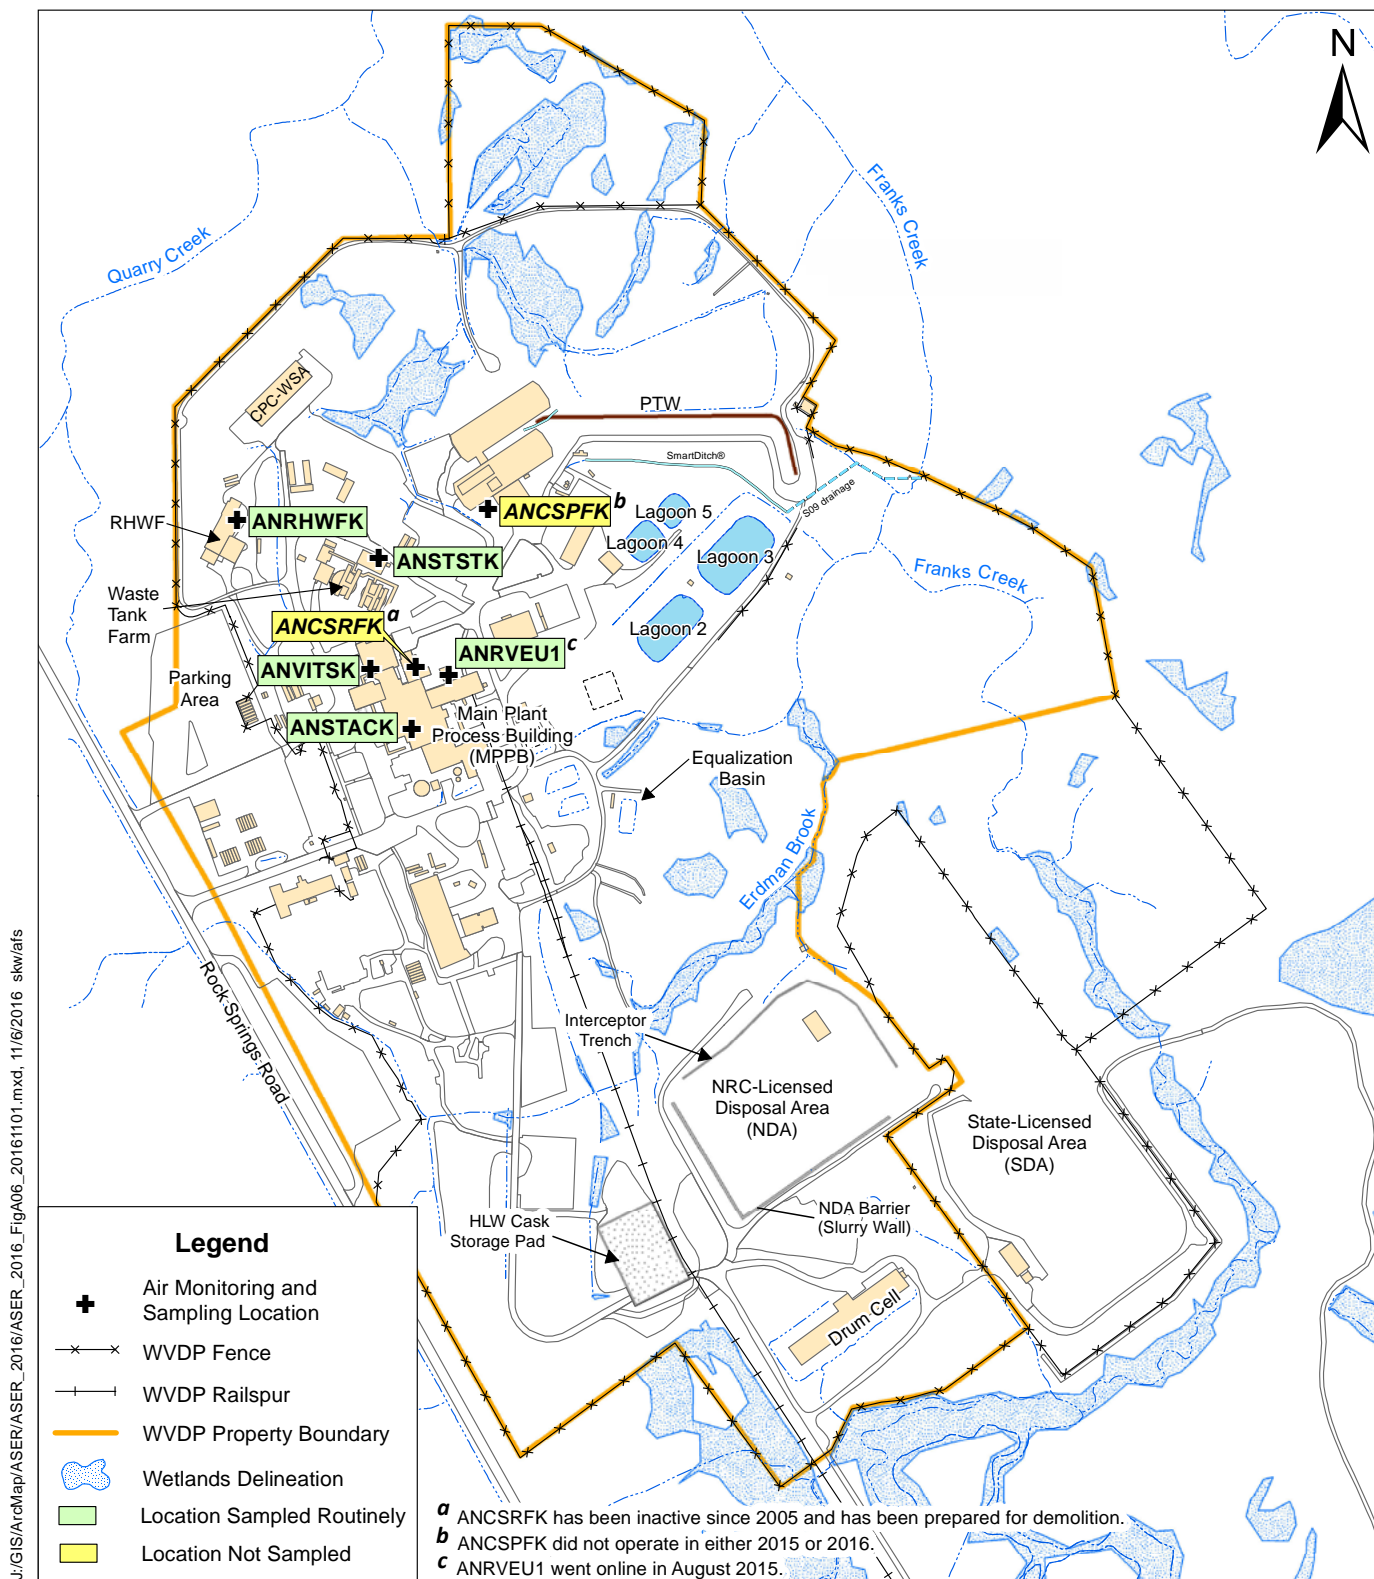 N
Quarry Creek
Franks Creek
CPC-WSA
PTW
SmartDitch®
S09 drainage
ANCSPFK b
Lagoon 5
Lagoon 4
Lagoon 3
Lagoon 2
RHWF
ANRHWFK
ANSTSTK
Franks Creek
Waste
Tank
Farm
ANCSRFK a
ANRVEU1 c
ANVITSK
Parking
Area
ANSTACK
Main Plant
Process Building
(MPPB)
Equalization
Basin
Erdman Brook
Rock Springs Road
Interceptor
Trench
NRC-Licensed
Disposal Area
(NDA)
State-Licensed
Disposal Area
(SDA)
NDA Barrier
(Slurry Wall)
HLW Cask
Storage Pad
Drum Cell
Legend
Air Monitoring and
Sampling Location
WVDP Fence
WVDP Railspur
WVDP Property Boundary
Wetlands Delineation
Location Sampled Routinely
Location Not Sampled
a ANCSRFK has been inactive since 2005 and has been prepared for demolition.
b ANCSPFK did not operate in either 2015 or 2016.
c ANRVEU1 went online in August 2015.
J:/GIS/ArcMap/ASER/ASER_2016/ASER_2016_FigA06_20161101.mxd, 11/6/2016 skw/afs